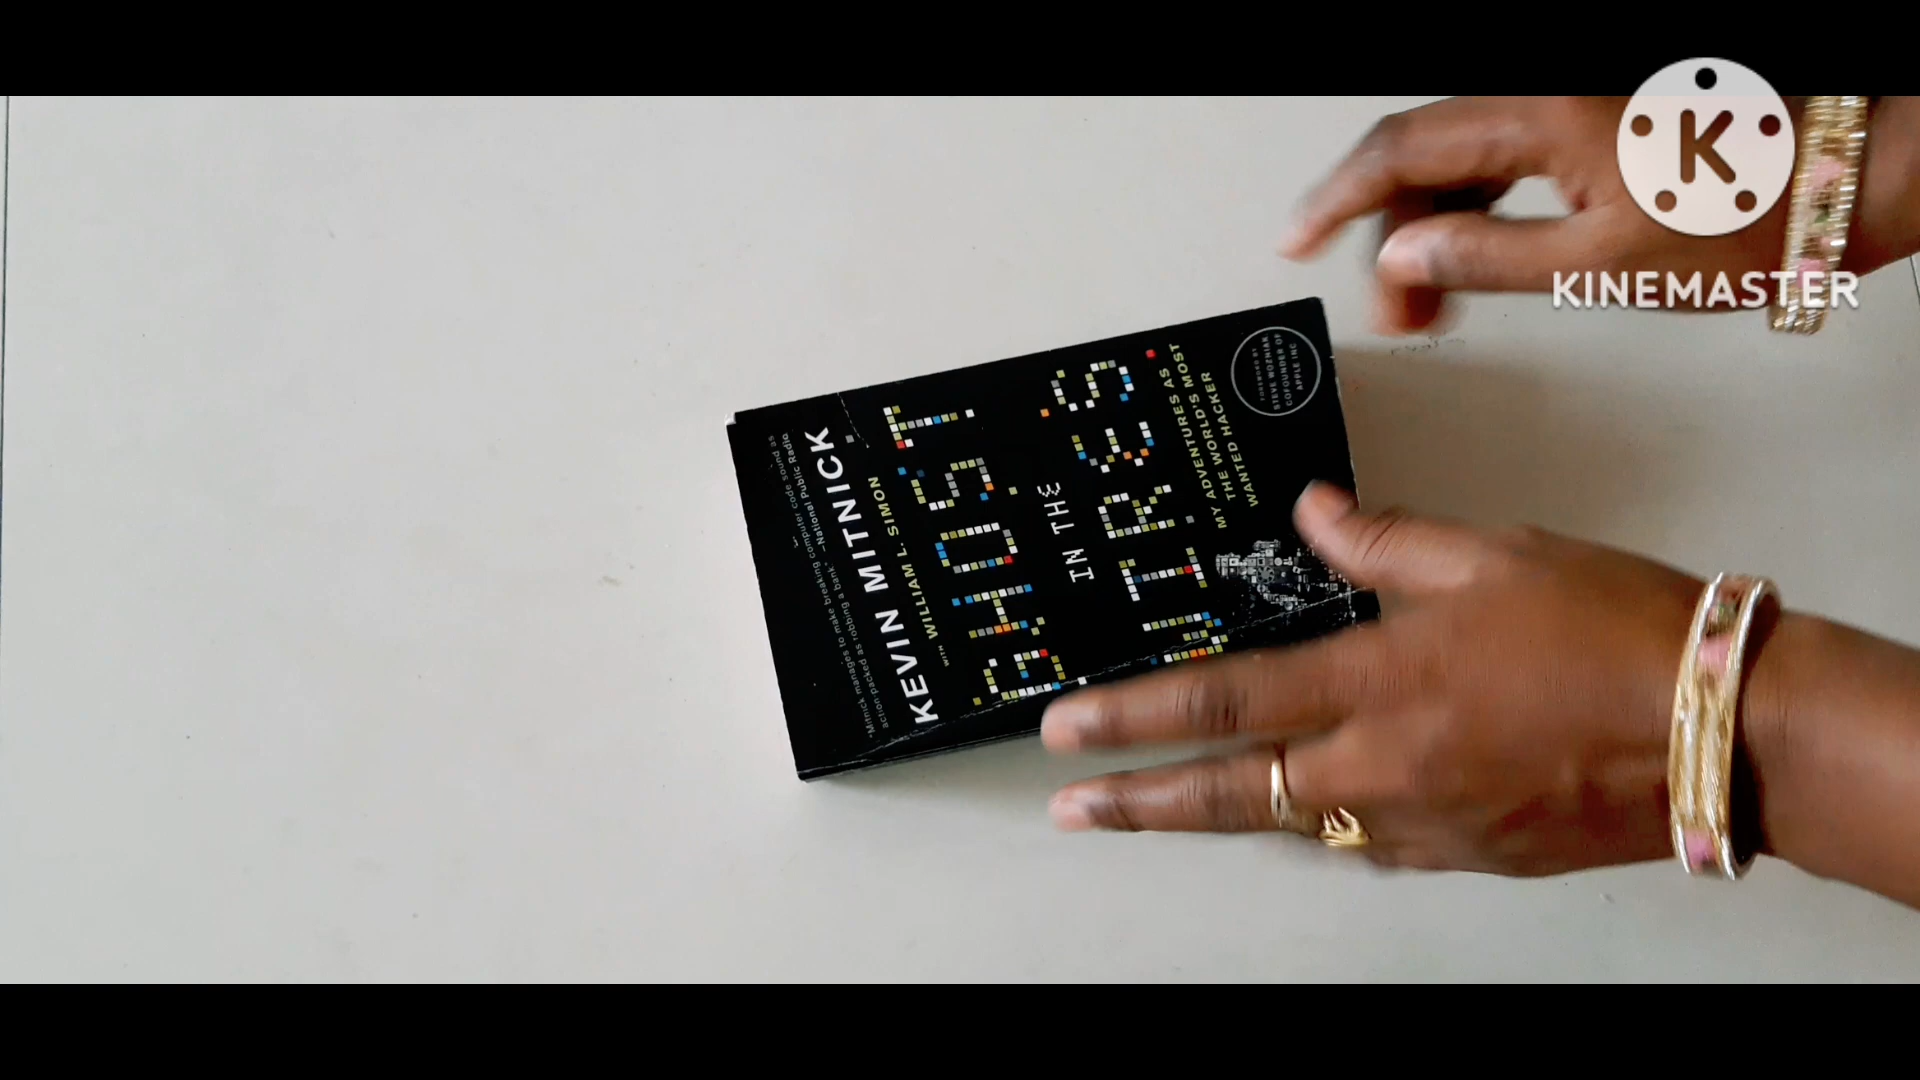 "Mitnick manages to make breaking computer code sound as
action-packed as robbing a bank." —National Public Radio
KEVIN MITNICK
WITH WILLIAM L. SIMON
GHOST
IN THE
WIRES
MY ADVENTURES AS
THE WORLD'S MOST
WANTED HACKER
FOREWORD BY
STEVE WOZNIAK
COFOUNDER OF
APPLE INC
K
KINEMASTER